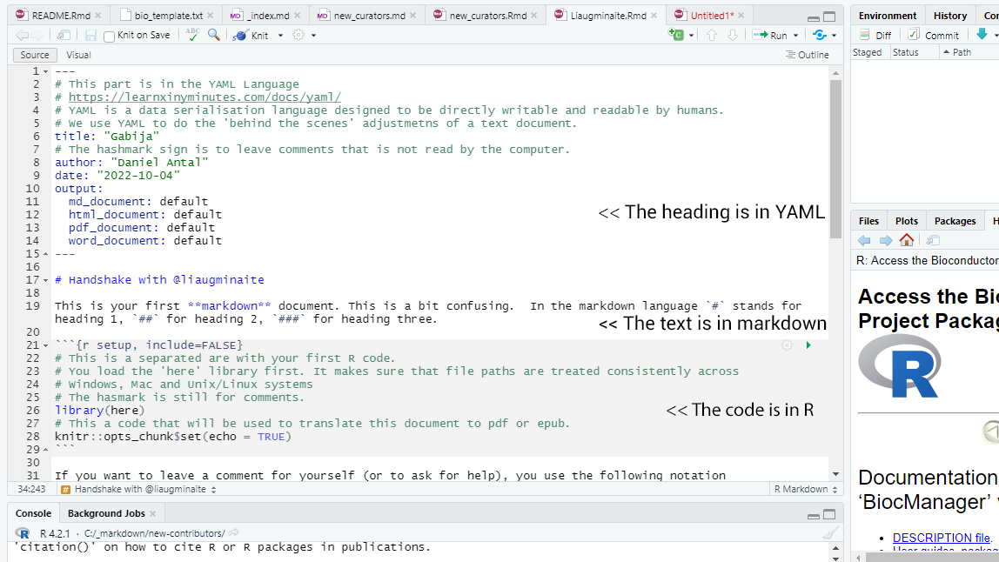 README.Rmd bio_template.txt _index.md new_curators.md new_curators.Rmd Liaugminaite.Rmd Untitled1*
Knit on Save ABC Knit Run
Source Visual Outline
1 ---
2 # This part is in the YAML Language
3 # https://learnxinyminutes.com/docs/yaml/
4 # YAML is a data serialisation language designed to be directly writable and readable by humans.
5 # We use YAML to do the 'behind the scenes' adjustmetns of a text document.
6 title: "Gabija"
7 # The hashmark sign is to leave comments that is not read by the computer.
8 author: "Daniel Antal"
9 date: "2022-10-04"
10 output:
11 md_document: default
12 html_document: default
<< The heading is in YAML
13 pdf_document: default
14 word_document: default
15 ---
16
17 # Handshake with @liaugminaite
18
19 This is your first **markdown** document. This is a bit confusing.  In the markdown language `#` stands for
heading 1, `##` for heading 2, `###` for heading three.
<< The text is in markdown
20
21 ```{r setup, include=FALSE}
22 # This is a separated are with your first R code.
23 # You load the 'here' library first. It makes sure that file paths are treated consistently across
24 # Windows, Mac and Unix/Linux systems
25 # The hasmark is still for comments.
26 library(here)
<< The code is in R
27 # This a code that will be used to translate this document to pdf or epub.
28 knitr::opts_chunk$set(echo = TRUE)
29 ```
30
31 If you want to leave a comment for yourself (or to ask for help), you use the following notation
34:243 # Handshake with @liaugminaite R Markdown
Console Background Jobs
R R 4.2.1 · C:/_markdown/new-contributors/
'citation()' on how to cite R or R packages in publications.
Environment History Co
Diff Commit
Staged Status Path
Files Plots Packages H
R: Access the Bioconductor
Access the Bio
Project Packag
R
Documentation
‘BiocManager’ v
DESCRIPTION file.
User guides, packag